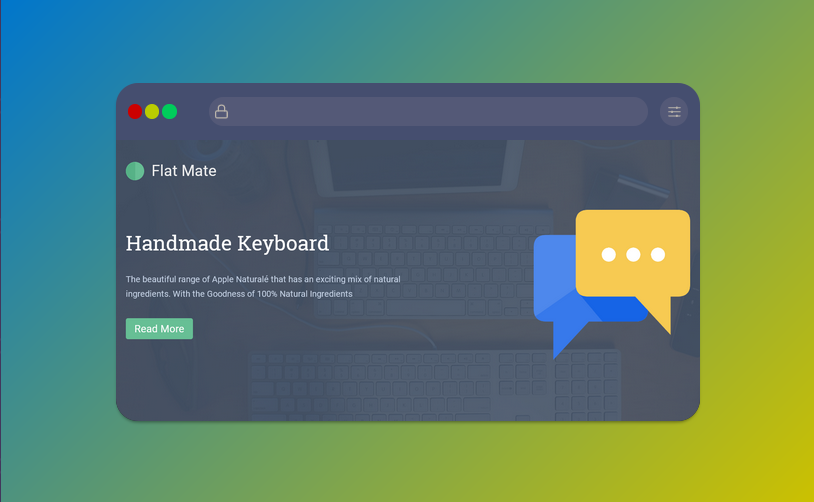 Flat Mate
Handmade Keyboard
The beautiful range of Apple Naturalé that has an exciting mix of natural
ingredients. With the Goodness of 100% Natural Ingredients
Read More